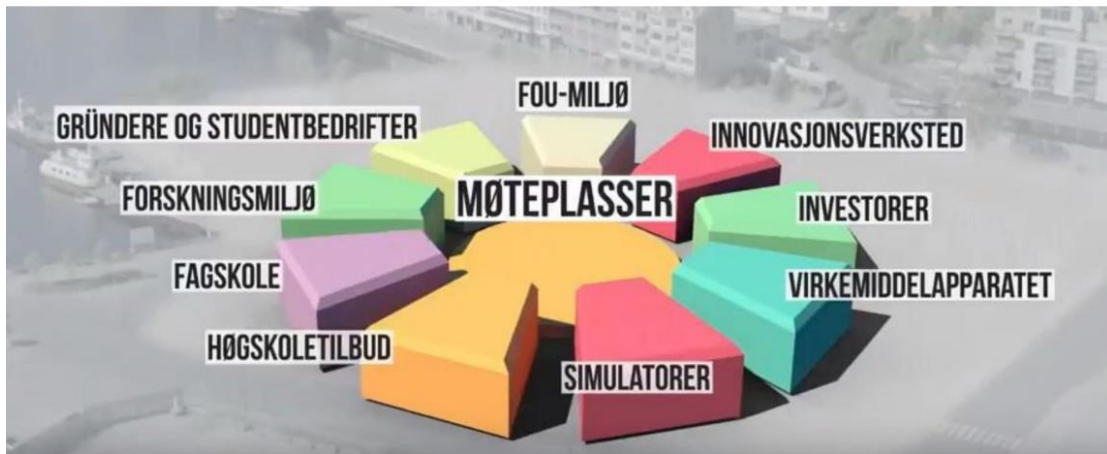 FOU-MILJØ
GRÜNDERE OG STUDENTBEDRIFTER
INNOVASJONSVERKSTED
FORSKNINGSMILJØ
MØTEPLASSER
INVESTORER
FAGSKOLE
VIRKEMIDDELAPPARATET
HØGSKOLETILBUD
SIMULATORER